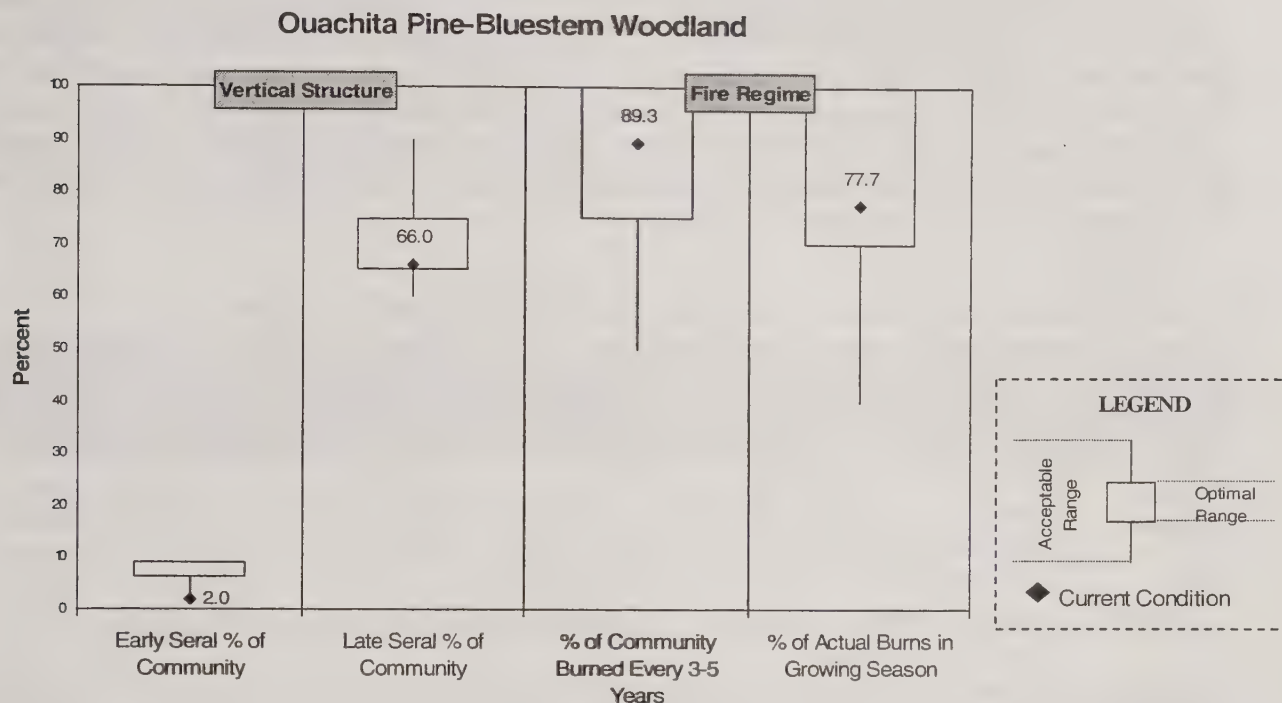 Ouachita Pine-Bluestem Woodland
Vertical Structure
Fire Regime
Percent
100
90
80
70
60
50
40
30
20
10
0
2.0
66.0
89.3
77.7
Early Seral % of
Community
Late Seral % of
Community
% of Community
Burned Every 3-5
Years
% of Actual Burns in
Growing Season
LEGEND
Acceptable
Range
Optimal
Range
Current Condition